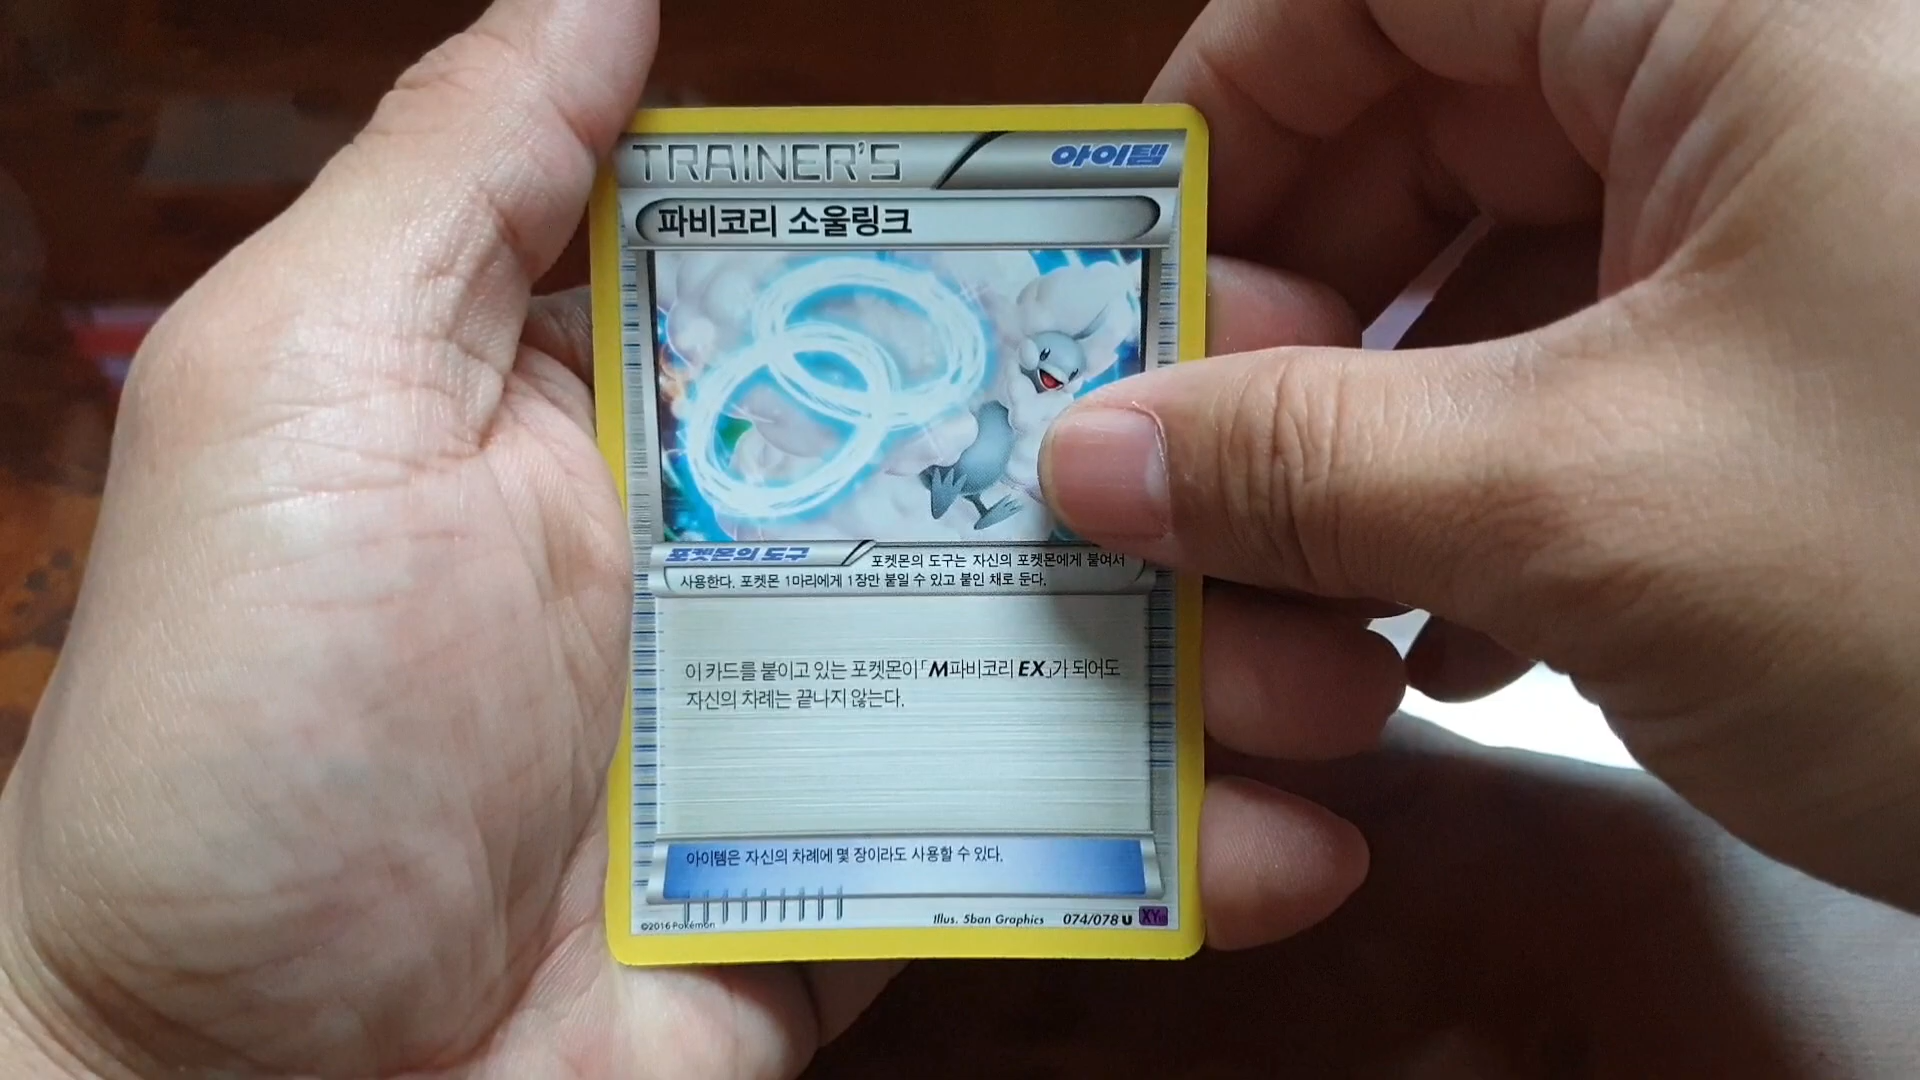 TRAINER'S 아이템
파비코리 소울링크
포켓몬의 도구 포켓몬의 도구는 자신의 포켓몬에게 붙여서
사용한다. 포켓몬 1마리에게 1장만 붙일 수 있고 붙인 채로 둔다.
이 카드를 붙이고 있는 포켓몬이 「M파비코리 EX」가 되어도
자신의 차례는 끝나지 않는다.
아이템은 자신의 차례에 몇 장이라도 사용할 수 있다.
©2016 Pokémon Illus. 5ban Graphics 074/078 U XY